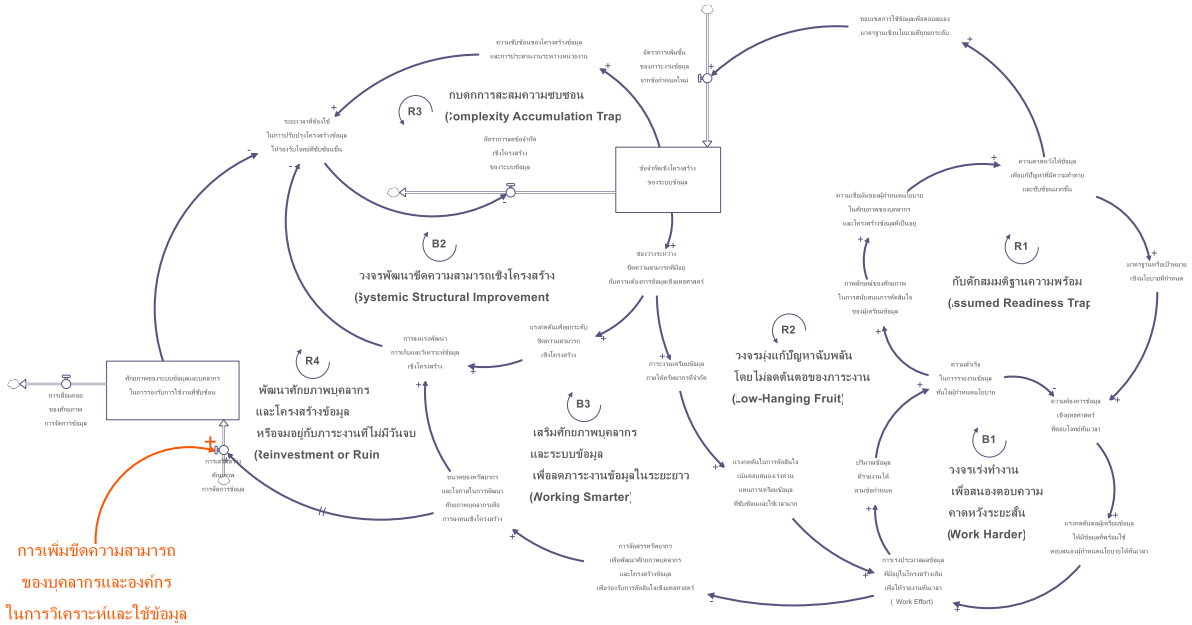 ขอบเขตการใช้ข้อมูลเพื่อตอบสนอง
มาตรฐานเชิงนโยบายที่ถูกยกระดับ
ความซับซ้อนของโครงสร้างข้อมูล
และการประสานงานระหว่างหน่วยงาน
อัตราการเพิ่มขึ้น
ของภาระงานข้อมูล
จากข้อกำหนดใหม่
R3
กับดักการสะสมความซับซ้อน
(Complexity Accumulation Trap
ระยะเวลาที่ต้องใช้
ในการปรับปรุงโครงสร้างข้อมูล
ให้รองรับโจทย์ที่ซับซ้อนขึ้น
อัตราการลดข้อจำกัด
เชิงโครงสร้าง
ของระบบข้อมูล
ข้อจำกัดเชิงโครงสร้าง
ของระบบข้อมูล
ความคาดหวังให้ข้อมูล
เพื่อแก้ปัญหาที่มีความท้าทาย
และซับซ้อนมากขึ้น
ความเชื่อมั่นของผู้กำหนดนโยบาย
ในศักยภาพของบุคลากร
และโครงสร้างข้อมูลที่เป็นอยู่
B2
วงจรพัฒนาขีดความสามารถเชิงโครงสร้าง
(Systemic Structural Improvement
ช่องว่างระหว่าง
ขีดความสามารถที่มีอยู่
กับความต้องการข้อมูลเชิงยุทธศาสตร์
R1
กับดักสมมติฐานความพร้อม
(Assumed Readiness Trap
มาตรฐานหรือเป้าหมาย
เชิงนโยบายที่กำหนด
ภาพลักษณ์ของศักยภาพ
ในการสนับสนุนการตัดสินใจ
ของผู้เตรียมข้อมูล
แรงกดดันเพื่อยกระดับ
ขีดความสามารถ
เชิงโครงสร้าง
การลงแรงพัฒนา
การเก็บและวิเคราะห์ข้อมูล
เชิงโครงสร้าง
R2
วงจรมุ่งแก้ปัญหาฉับพลัน
โดยไม่ลดต้นตอของภาระงาน
(Low-Hanging Fruit)
ภาระงานเตรียมข้อมูล
ภายใต้ทรัพยากรที่จำกัด
ความสำเร็จ
ในการรายงานข้อมูล
ทันใจผู้กำหนดนโยบาย
ศักยภาพของระบบข้อมูลและบุคลากร
ในการรองรับการใช้งานที่ซับซ้อน
R4
พัฒนาศักยภาพบุคลากร
และโครงสร้างข้อมูล
หรือจมอยู่กับภาระงานที่ไม่มีวันจบ
(Reinvestment or Ruin
การเสื่อมถอย
ของศักยภาพ
การจัดการข้อมูล
B3
เสริมศักยภาพบุคลากร
และระบบข้อมูล
เพื่อลดภาระงานข้อมูลในระยะยาว
(Working Smarter)
ความต้องการข้อมูล
เชิงยุทธศาสตร์
ที่ตอบโจทย์ทันเวลา
B1
วงจรเร่งทำงาน
เพื่อสนองตอบความ
คาดหวังระยะสั้น
(Work Harder)
การเสริมสร้าง
ศักยภาพ
การจัดการข้อมูล
ขนาดของทรัพยากร
และโอกาสในการพัฒนา
ศักยภาพบุคลากรเพื่อ
การลงทุนเชิงโครงสร้าง
แรงกดดันในการตัดสินใจ
เน้นตอบสนองเร่งด่วน
แทนการเตรียมข้อมูล
ที่ซับซ้อนและใช้เวลามาก
ปริมาณข้อมูล
ที่รายงานได้
ตามข้อกำหนด
แรงกดดันต่อผู้เตรียมข้อมูล
ให้มีข้อมูลที่พร้อมใช้
ตอบสนองผู้กำหนดนโยบายได้ทันเวลา
การจัดสรรทรัพยากร
เพื่อพัฒนาศักยภาพบุคลากร
และโครงสร้างข้อมูล
เพื่อรองรับการตัดสินใจเชิงยุทธศาสตร์
การเร่งประมวลผลข้อมูล
ที่มีอยู่ในโครงสร้างเดิม
เพื่อให้รายงานทันเวลา
( Work Effort)
การเพิ่มขีดความสามารถ
ของบุคลากรและองค์กร
ในการวิเคราะห์และใช้ข้อมูล